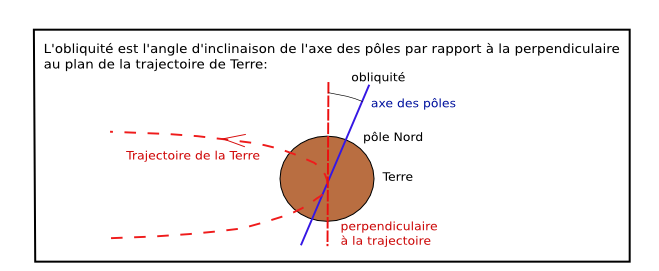 L'obliquité est l'angle d'inclinaison de l'axe des pôles par rapport à la perpendiculaire
au plan de la trajectoire de Terre:
obliquité
axe des pôles
pôle Nord
Trajectoire de la Terre
Terre
perpendiculaire
à la trajectoire